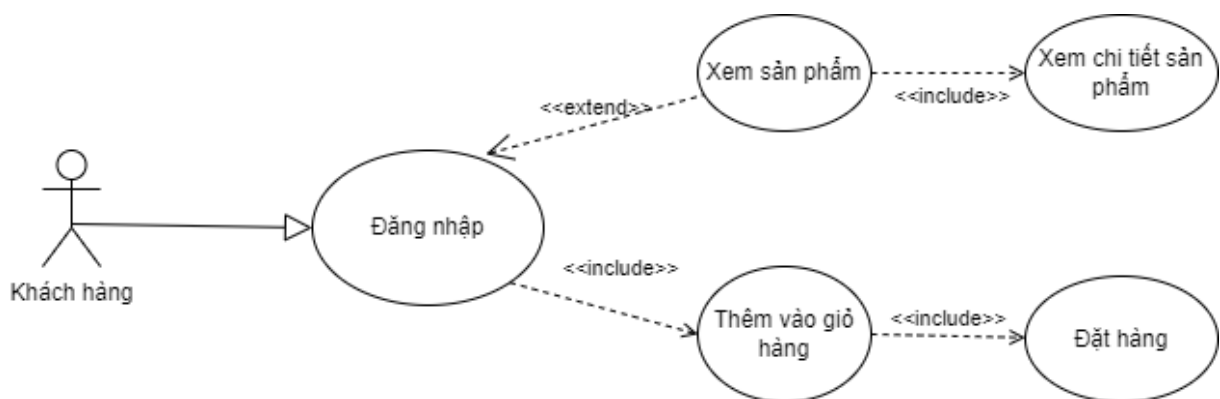 Xem sản phẩm
<<include>>
Xem chi tiết sản
phẩm
<<extend>>
Khách hàng
Đăng nhập
<<include>>
Thêm vào giỏ
hàng
<<include>>
Đặt hàng